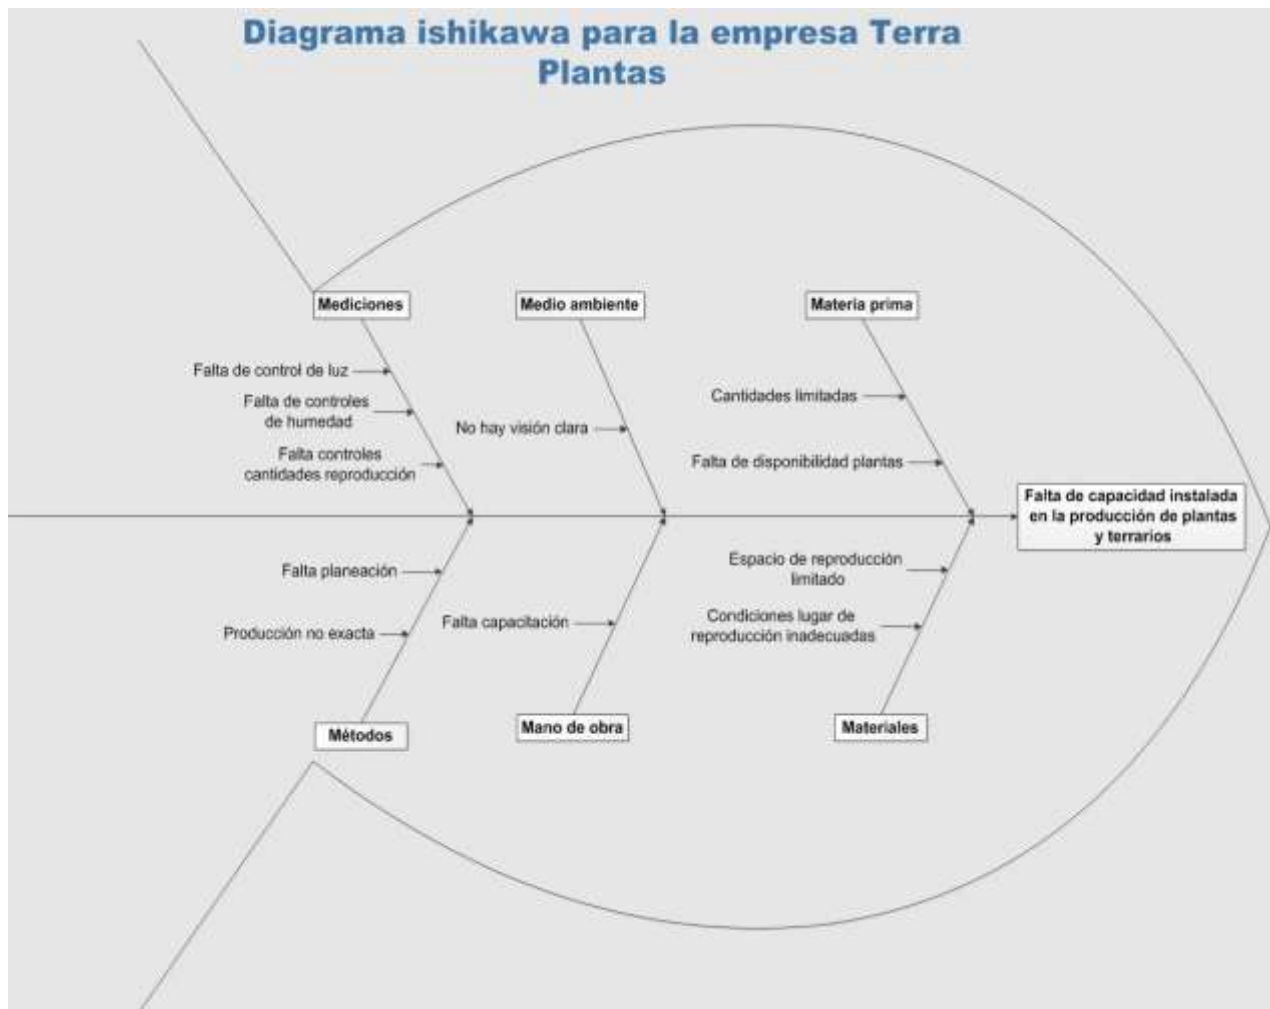 Diagrama ishikawa para la empresa Terra
Plantas
Mediciones
Medio ambiente
Materia prima
Falta de control de luz
Falta de controles
de humedad
Falta controles
cantidades reproducción
No hay visión clara
Cantidades limitadas
Falta de disponibilidad plantas
Falta de capacidad instalada
en la producción de plantas
y terrarios
Falta planeación
Producción no exacta
Falta capacitación
Espacio de reproducción
limitado
Condiciones lugar de
reproducción inadecuadas
Métodos
Mano de obra
Materiales